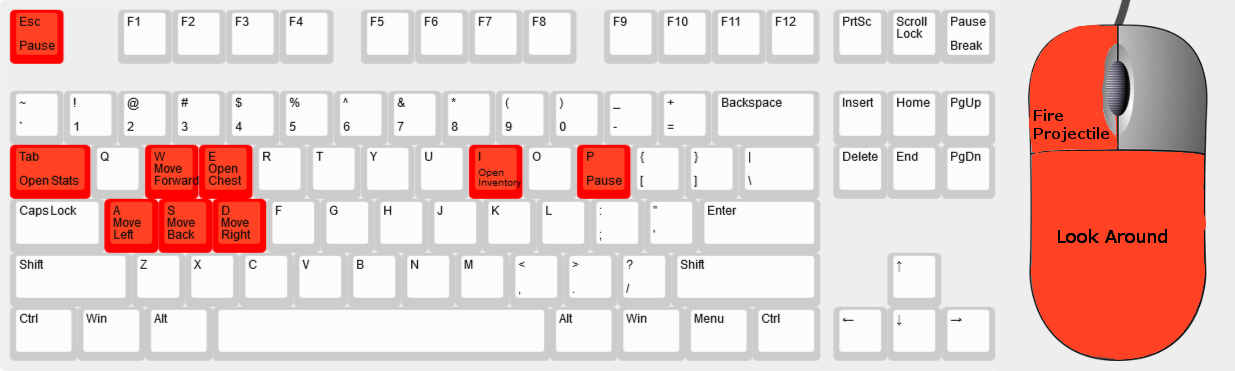 Esc
Pause
F1
F2
F3
F4
F5
F6
F7
F8
F9
F10
F11
F12
PrtSc
Scroll
Lock
Pause
Break
~
`
!
1
@
2
#
3
$
4
%
5
^
6
&
7
*
8
(
9
)
0
_
-
+
=
Backspace
Insert
Home
PgUp
Tab
Open Stats
Q
W
Move
Forward
E
Open
Chest
R
T
Y
U
I
Open
Inventory
O
P
Pause
{
[
}
]
|
\
Delete
End
PgDn
Caps Lock
A
Move
Left
S
Move
Back
D
Move
Right
F
G
H
J
K
L
:
;
"
'
Enter
Shift
Z
X
C
V
B
N
M
<
,
>
.
?
/
Shift
↑
Ctrl
Win
Alt
Alt
Win
Menu
Ctrl
←
↓
→
Fire
Projectile
Look Around